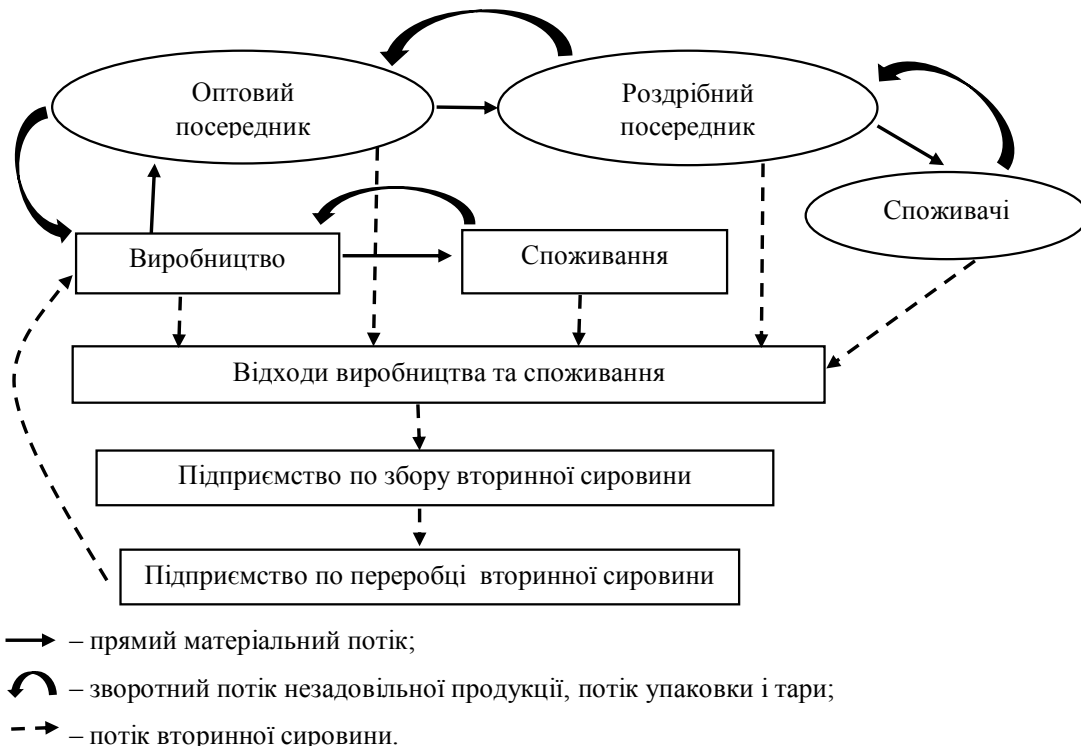 Оптовий
посередник
Роздрібний
посередник
Споживачі
Виробництво
Споживання
Відходи виробництва та споживання
Підприємство по збору вторинної сировини
Підприємство по переробці вторинної сировини
– прямий матеріальний потік;
– зворотний потік незадовільної продукції, потік упаковки і тари;
– потік вторинної сировини.